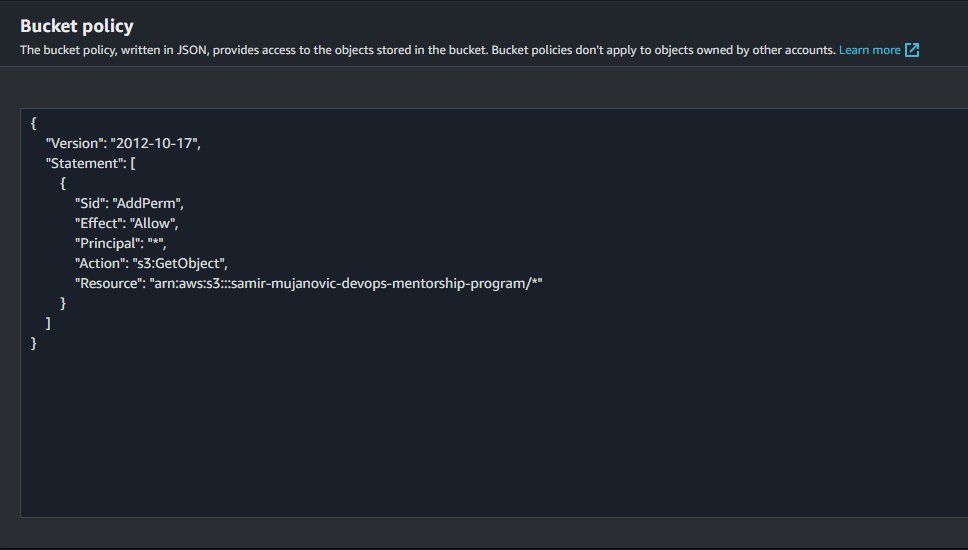 Bucket policy
The bucket policy, written in JSON, provides access to the objects stored in the bucket. Bucket policies don't apply to objects owned by other accounts. Learn more
{
"Version": "2012-10-17",
"Statement": [
{
"Sid": "AddPerm",
"Effect": "Allow",
"Principal": "*",
"Action": "s3:GetObject",
"Resource": "arn:aws:s3:::samir-mujanovic-devops-mentorship-program/*"
}
]
}